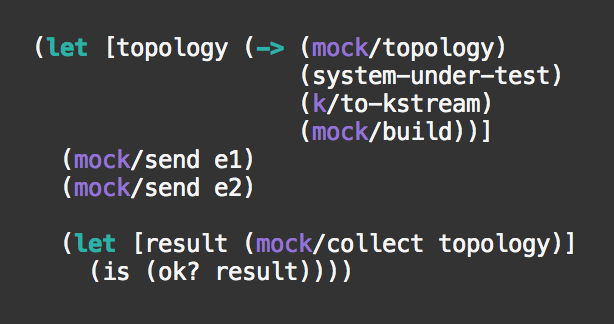 (let [topology (-> (mock/topology)
                   (system-under-test)
                   (k/to-kstream)
                   (mock/build))]
  (mock/send e1)
  (mock/send e2)

  (let [result (mock/collect topology)]
    (is (ok? result))))